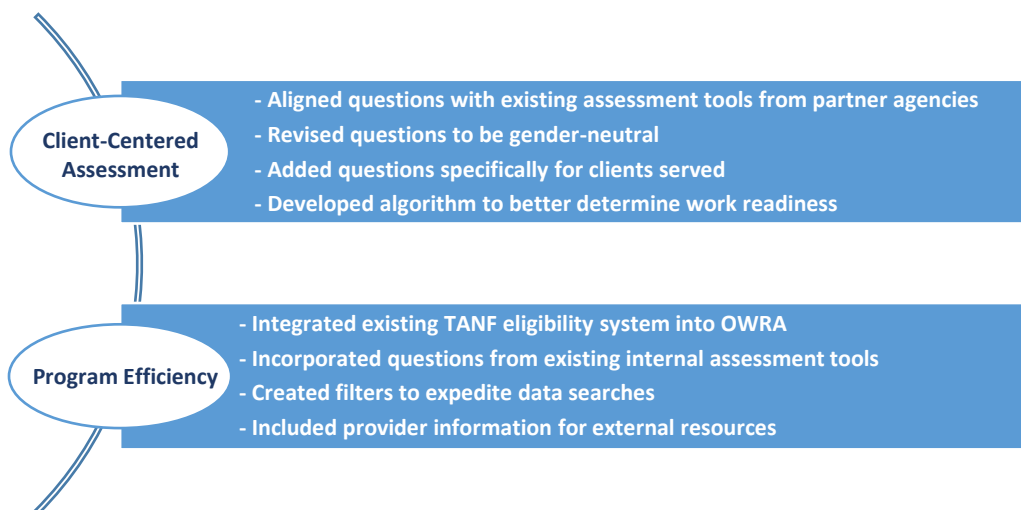 Client-Centered
Assessment
- Aligned questions with existing assessment tools from partner agencies
- Revised questions to be gender-neutral
- Added questions specifically for clients served
- Developed algorithm to better determine work readiness
Program Efficiency
- Integrated existing TANF eligibility system into OWRA
- Incorporated questions from existing internal assessment tools
- Created filters to expedite data searches
- Included provider information for external resources